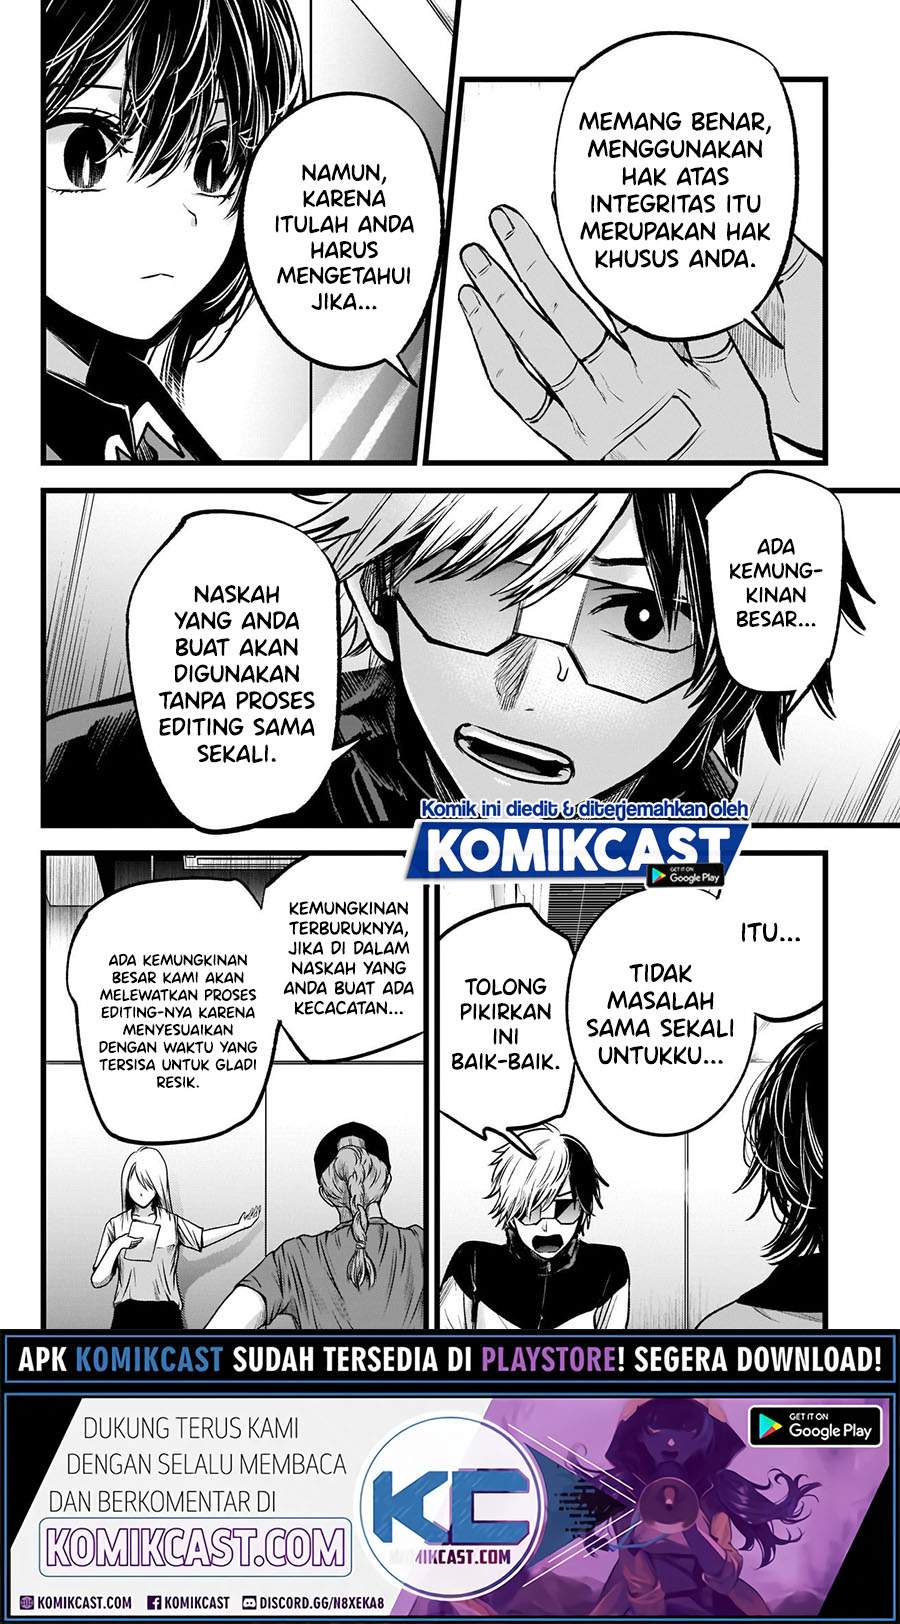 MEMANG BENAR,
MENGGUNAKAN
HAK ATAS
INTEGRITAS ITU
MERUPAKAN HAK
KHUSUS ANDA.
NAMUN,
KARENA
ITULAH ANDA
HARUS
MENGETAHUI
JIKA...
ADA
KEMUNG-
KINAN
BESAR...
NASKAH
YANG ANDA
BUAT AKAN
DIGUNAKAN
TANPA PROSES
EDITING SAMA
SEKALI.
Komik ini diedit & diterjemahkan oleh
KOMIKCAST
GET IT ON
Google Play
ITU...
TIDAK
MASALAH
SAMA SEKALI
UNTUKKU...
TOLONG
PIKIRKAN
INI
BAIK-BAIK.
KEMUNGKINAN
TERBURUKNYA,
JIKA DI DALAM
NASKAH YANG
ANDA BUAT ADA
KECACATAN...
ADA KEMUNGKINAN
BESAR KAMI AKAN
MELEWATKAN PROSES
EDITING-NYA KARENA
MENYESUAIKAN
DENGAN WAKTU YANG
TERSISA UNTUK GLADI
RESIK.
APK KOMIKCAST SUDAH TERSEDIA DI PLAYSTORE! SEGERA DOWNLOAD!
DUKUNG TERUS KAMI
DENGAN SELALU MEMBACA
DAN BERKOMENTAR DI
KOMIKCAST.COM
KOMIKCAST.COM KOMIKCAST DISCORD.GG/N8XEKA8
KC
KOMIKCAST.COM
GET IT ON
Google Play